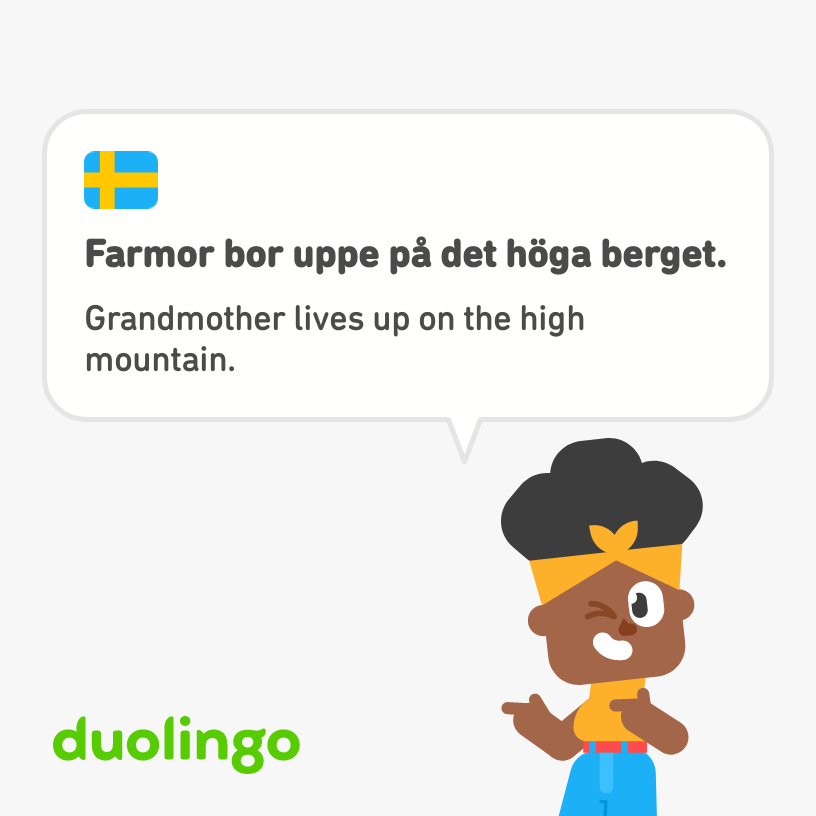 Farmor bor uppe på det höga berget.
Grandmother lives up on the high
mountain.
duolingo